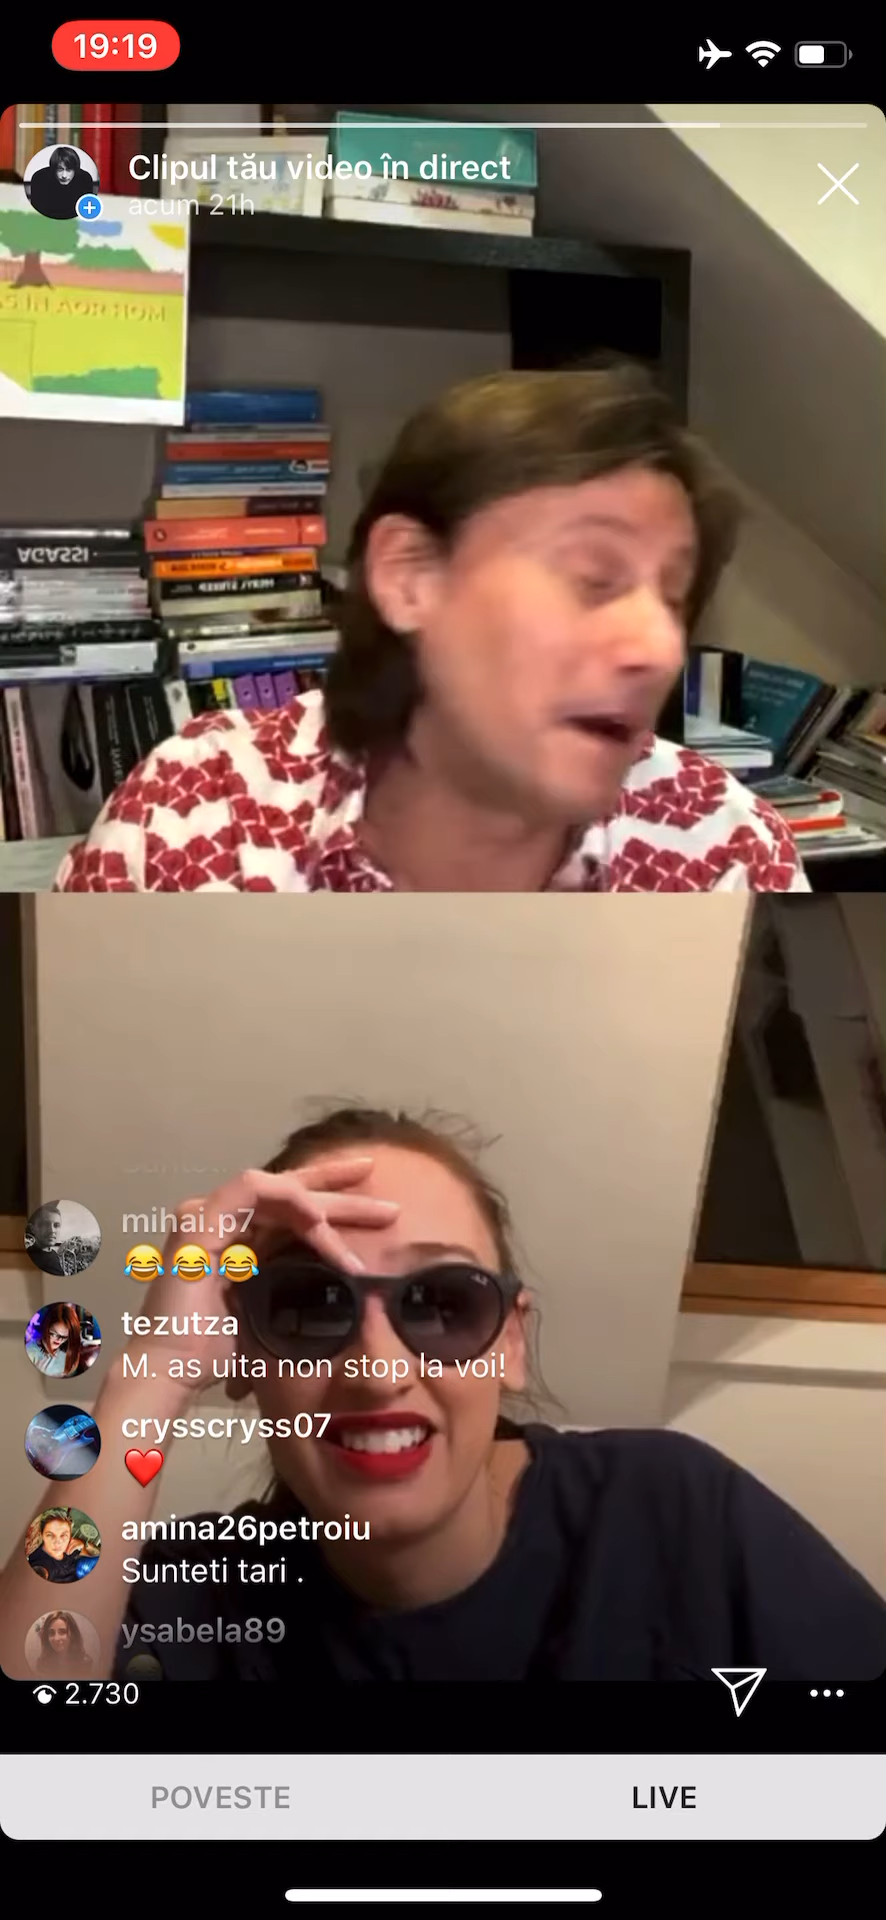 19:19
Clipul tău video în direct
acum 21h
AGASSI
mihai.p7
😂😂😂
tezutza
M. as uita non stop la voi!
crysscryss07
❤️
amina26petroiu
Sunteti tari .
ysabela89
2.730
POVESTE
LIVE